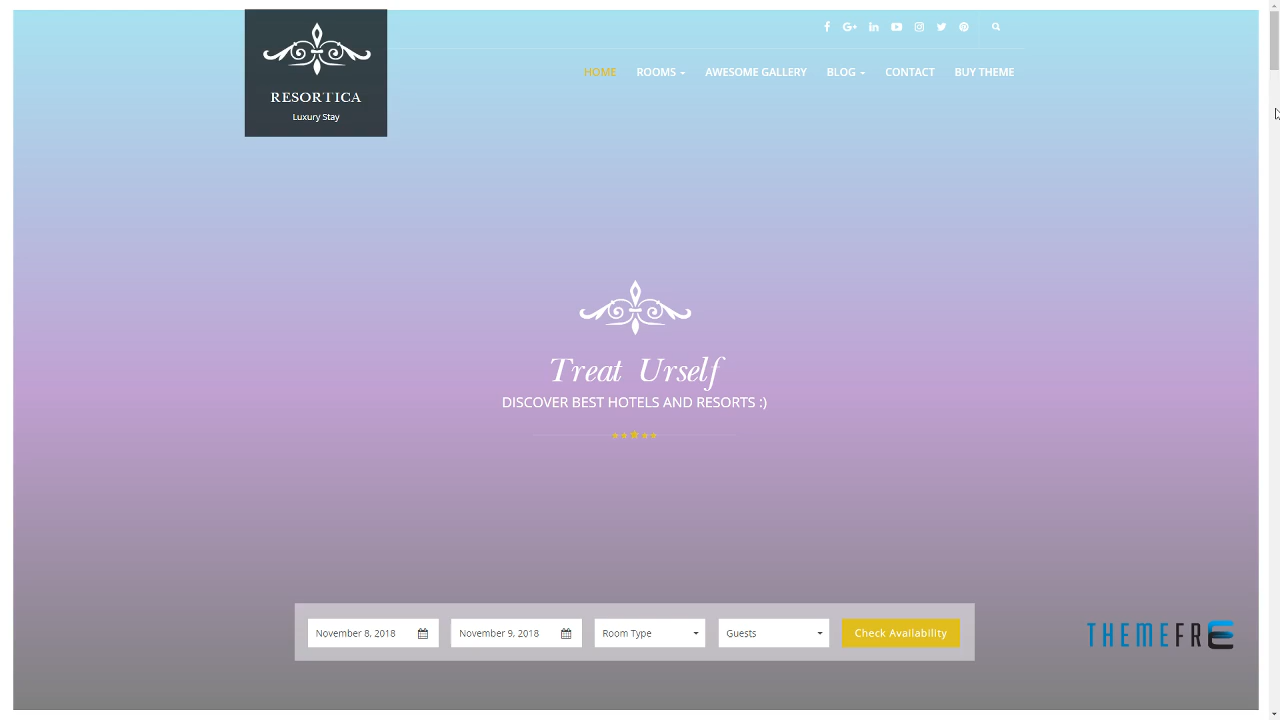 RESORTICA
Luxury Stay
HOME ROOMS AWESOME GALLERY BLOG CONTACT BUY THEME
Treat Urself
DISCOVER BEST HOTELS AND RESORTS :)
November 8, 2018 November 9, 2018 Room Type Guests Check Availability
THEMEFRE